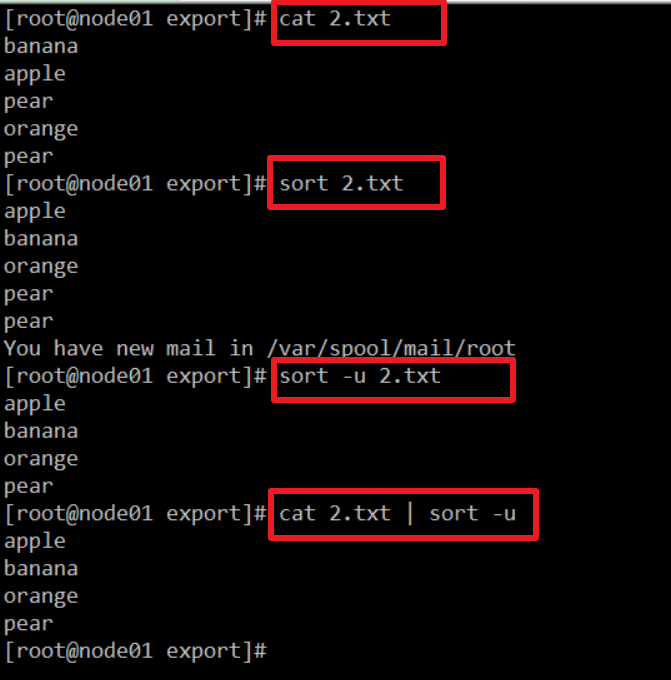 [root@node01 export]# cat 2.txt
banana
apple
pear
orange
pear
[root@node01 export]# sort 2.txt
apple
banana
orange
pear
pear
You have new mail in /var/spool/mail/root
[root@node01 export]# sort -u 2.txt
apple
banana
orange
pear
[root@node01 export]# cat 2.txt | sort -u
apple
banana
orange
pear
[root@node01 export]#